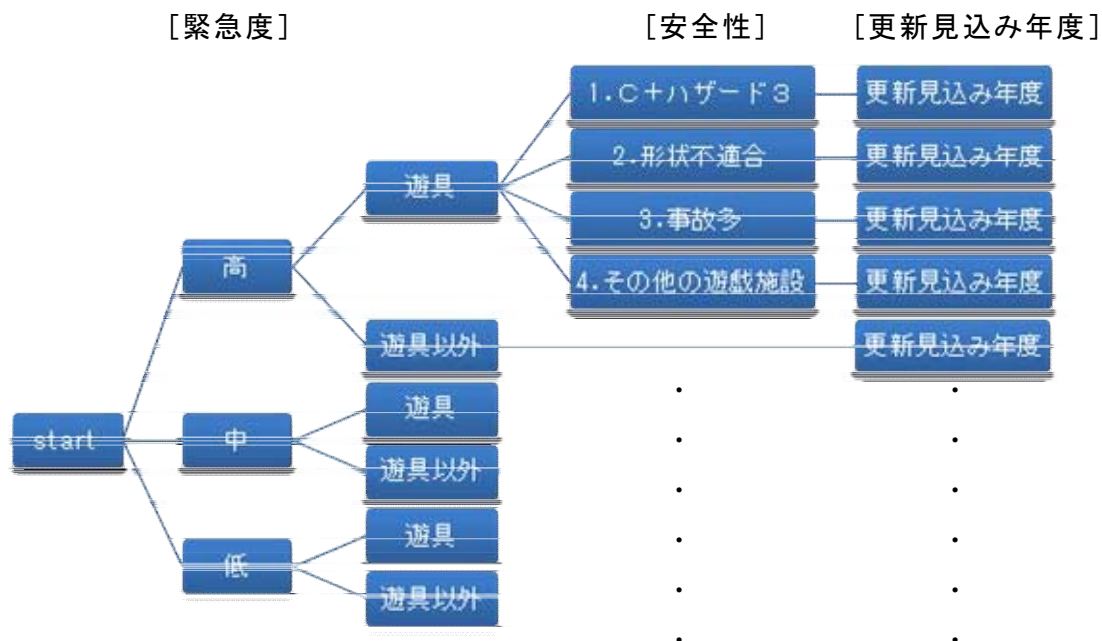 [緊急度] [安全性] [更新見込み年度]
1.C+ハザード3 更新見込み年度
2.形状不適合 更新見込み年度
遊具
3.事故多 更新見込み年度
高
4.その他の遊戯施設 更新見込み年度
遊具以外 更新見込み年度
遊具
start 中
遊具以外
遊具
低
遊具以外